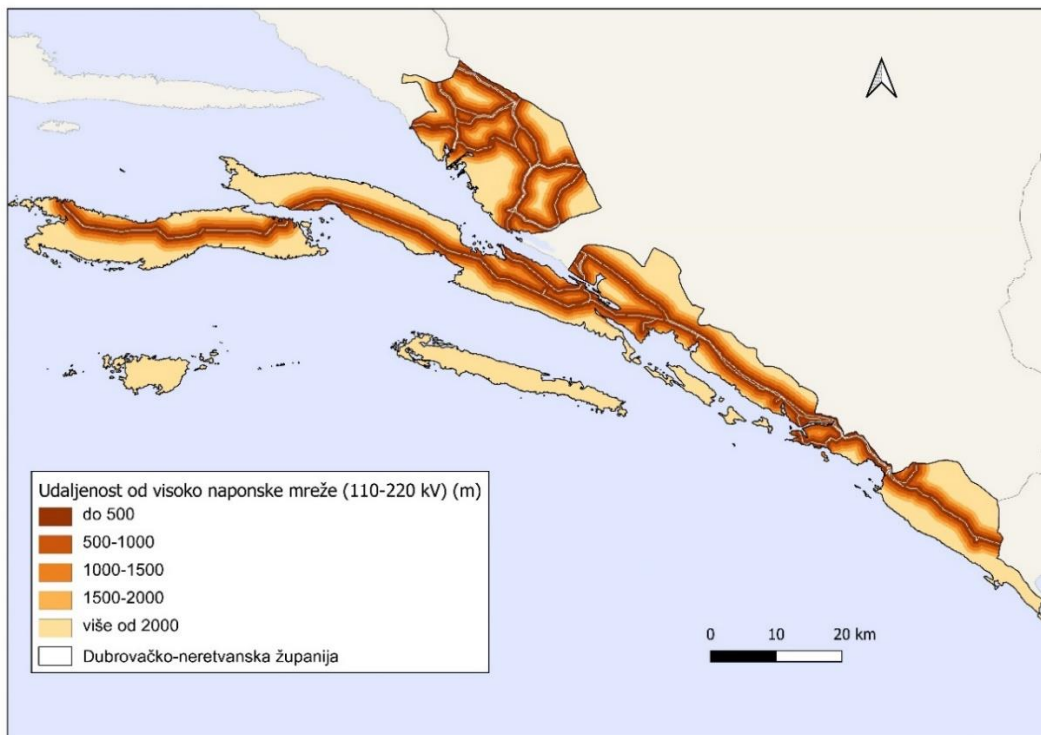 Udaljenost od visoko naponske mreže (110-220 kV) (m)
do 500
500-1000
1000-1500
1500-2000
više od 2000
Dubrovačko-neretvanska županija
0 10 20 km